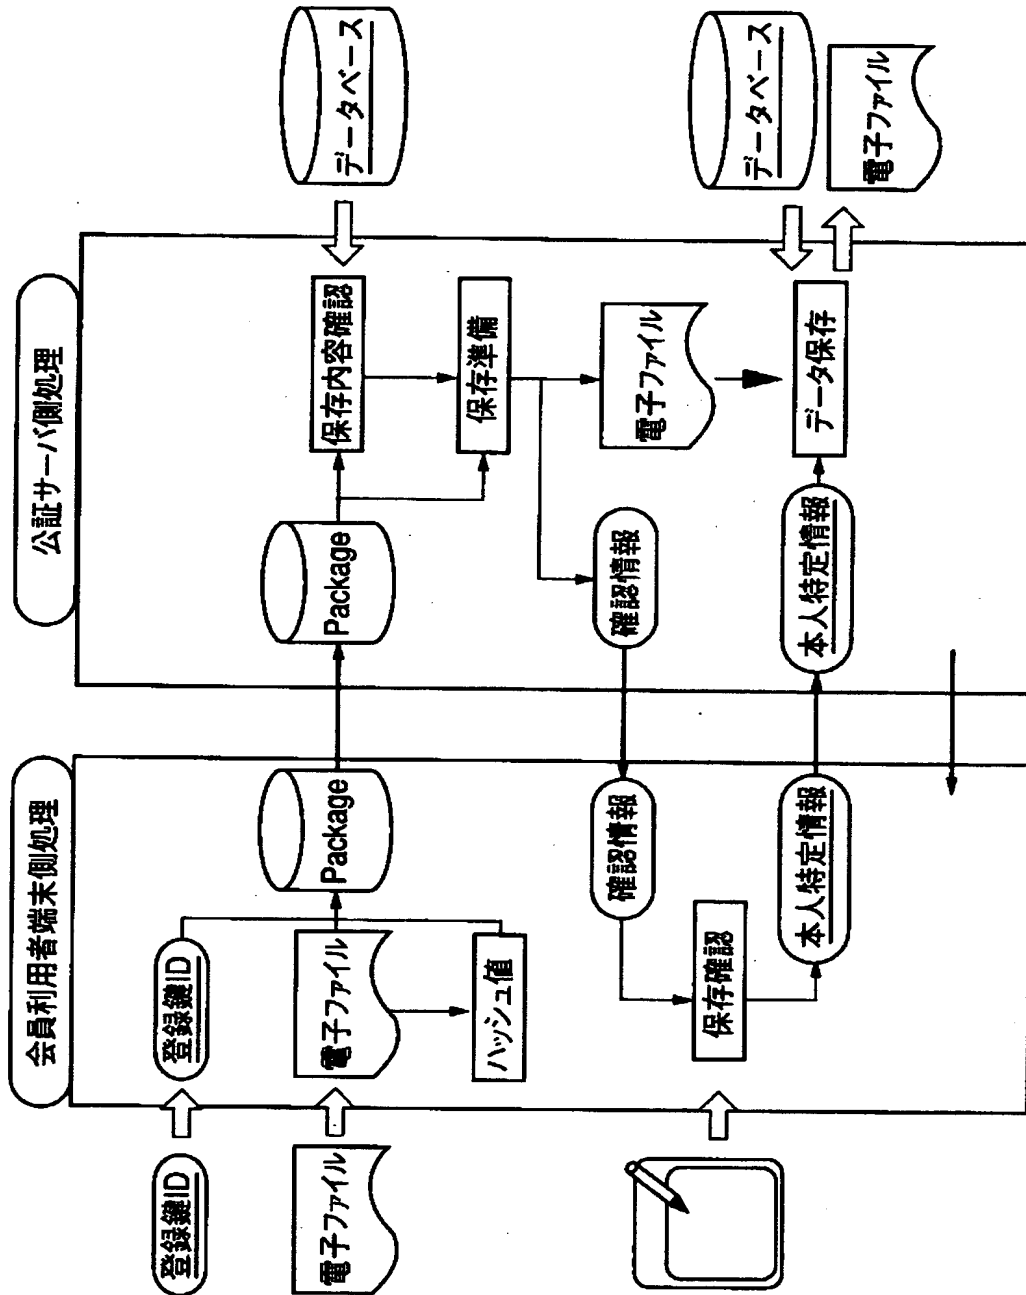 会員利用者端末側処理
公証サーバ側処理
登録鍵ID
登録鍵ID
電子ファイル
電子ファイル
Package
Package
保存内容確認
データベース
ハッシュ値
保存準備
確認情報
確認情報
電子ファイル
保存確認
本人特定情報
本人特定情報
データ保存
データベース
電子ファイル